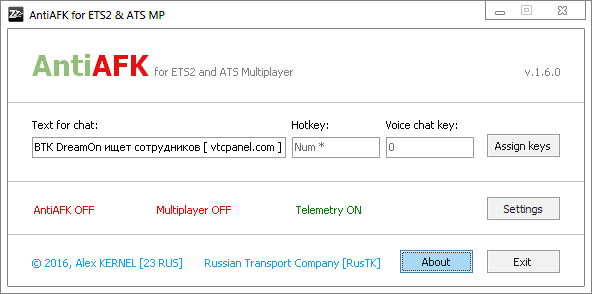 AntiAFK for ETS2 & ATS MP
AntiAFK for ETS2 and ATS Multiplayer v.1.6.0
Text for chat: Hotkey: Voice chat key:
ВТК DreamOn ищет сотрудников [ vtcpanel.com ] Num * 0 Assign keys
AntiAFK OFF Multiplayer OFF Telemetry ON Settings
© 2016, Alex KERNEL [23 RUS] Russian Transport Company [RusTK] About Exit